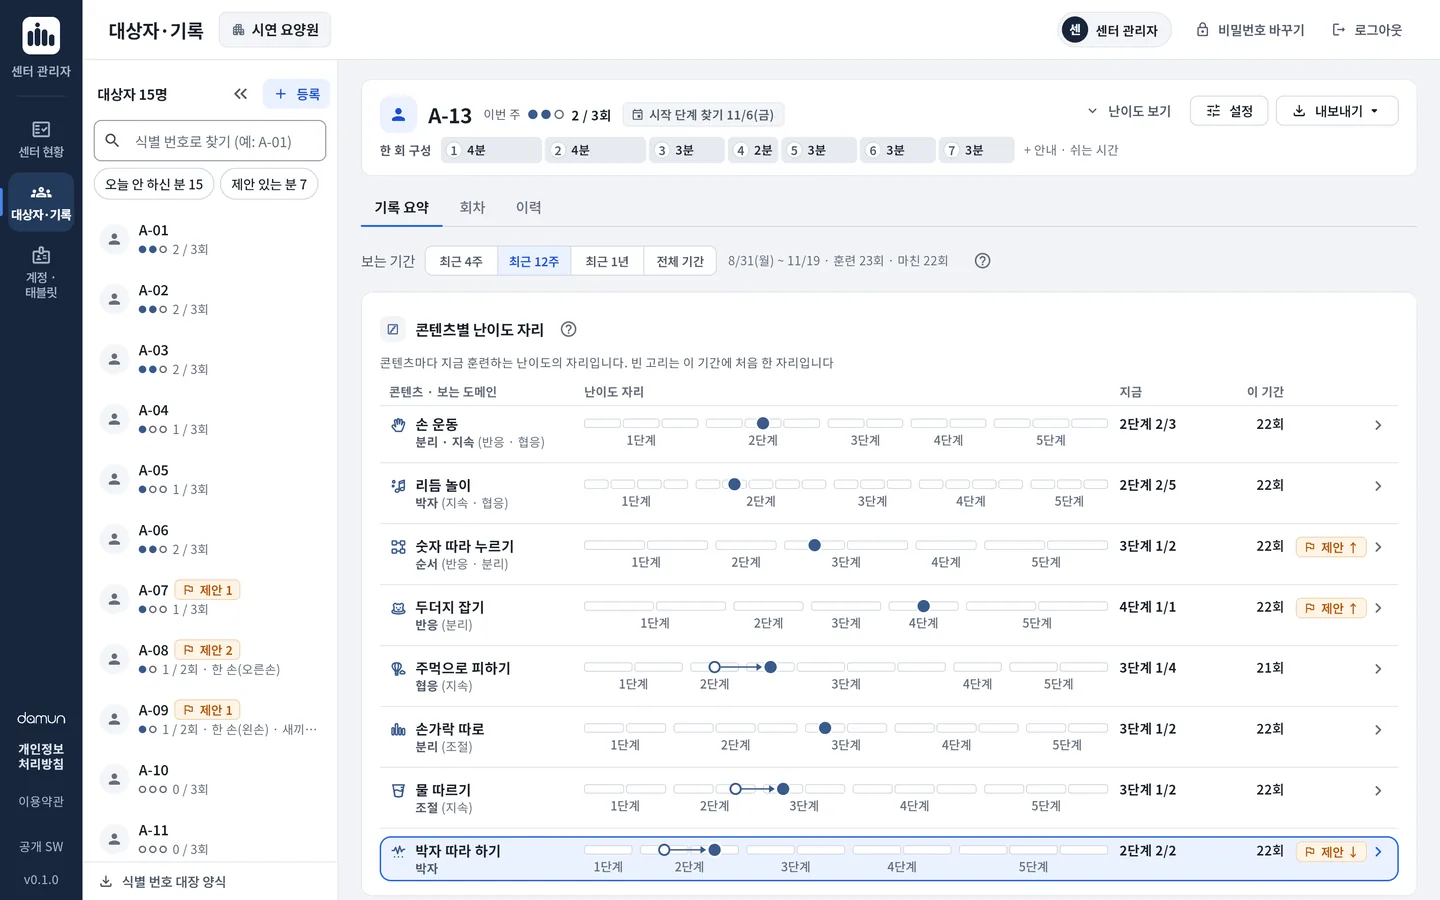 센터 관리자
센터 현황
대상자·기록
계정 ·
태블릿
damun
개인정보
처리방침
이용약관
공개 SW
v0.1.0
대상자·기록
시연 요양원
센
센터 관리자
비밀번호 바꾸기
로그아웃
대상자 15명
등록
식별 번호로 찾기 (예: A-01)
오늘 안 하신 분 15
제안 있는 분 7
A-01
2 / 3회
A-02
2 / 3회
A-03
2 / 3회
A-04
1 / 3회
A-05
1 / 3회
A-06
2 / 3회
A-07 제안 1
1 / 3회
A-08 제안 2
1 / 2회 · 한 손(오른손)
A-09 제안 1
1 / 2회 · 한 손(왼손) · 새끼…
A-10
0 / 3회
A-11
0 / 3회
식별 번호 대장 양식
A-13 이번 주 2 / 3회 시작 단계 찾기 11/6(금)
난이도 보기
설정
내보내기
한 회 구성 1 4분 2 4분 3 3분 4 2분 5 3분 6 3분 7 3분 + 안내 · 쉬는 시간
기록 요약 회차 이력
보는 기간 최근 4주 최근 12주 최근 1년 전체 기간 8/31(월) ~ 11/19 · 훈련 23회 · 마친 22회
콘텐츠별 난이도 자리
콘텐츠마다 지금 훈련하는 난이도의 자리입니다. 빈 고리는 이 기간에 처음 한 자리입니다
콘텐츠 · 보는 도메인 난이도 자리 지금 이 기간
손 운동 2단계 2/3 22회
분리 · 지속 (반응 · 협응) 1단계 2단계 3단계 4단계 5단계
리듬 놀이 2단계 2/5 22회
박자 (지속 · 협응) 1단계 2단계 3단계 4단계 5단계
숫자 따라 누르기 3단계 1/2 22회 제안 ↑
순서 (반응 · 분리) 1단계 2단계 3단계 4단계 5단계
두더지 잡기 4단계 1/1 22회 제안 ↑
반응 (분리) 1단계 2단계 3단계 4단계 5단계
주먹으로 피하기 3단계 1/4 21회
협응 (지속) 1단계 2단계 3단계 4단계 5단계
손가락 따로 3단계 1/2 22회
분리 (조절) 1단계 2단계 3단계 4단계 5단계
물 따르기 3단계 1/2 22회
조절 (지속) 1단계 2단계 3단계 4단계 5단계
박자 따라 하기 2단계 2/2 22회 제안 ↓
박자 1단계 2단계 3단계 4단계 5단계